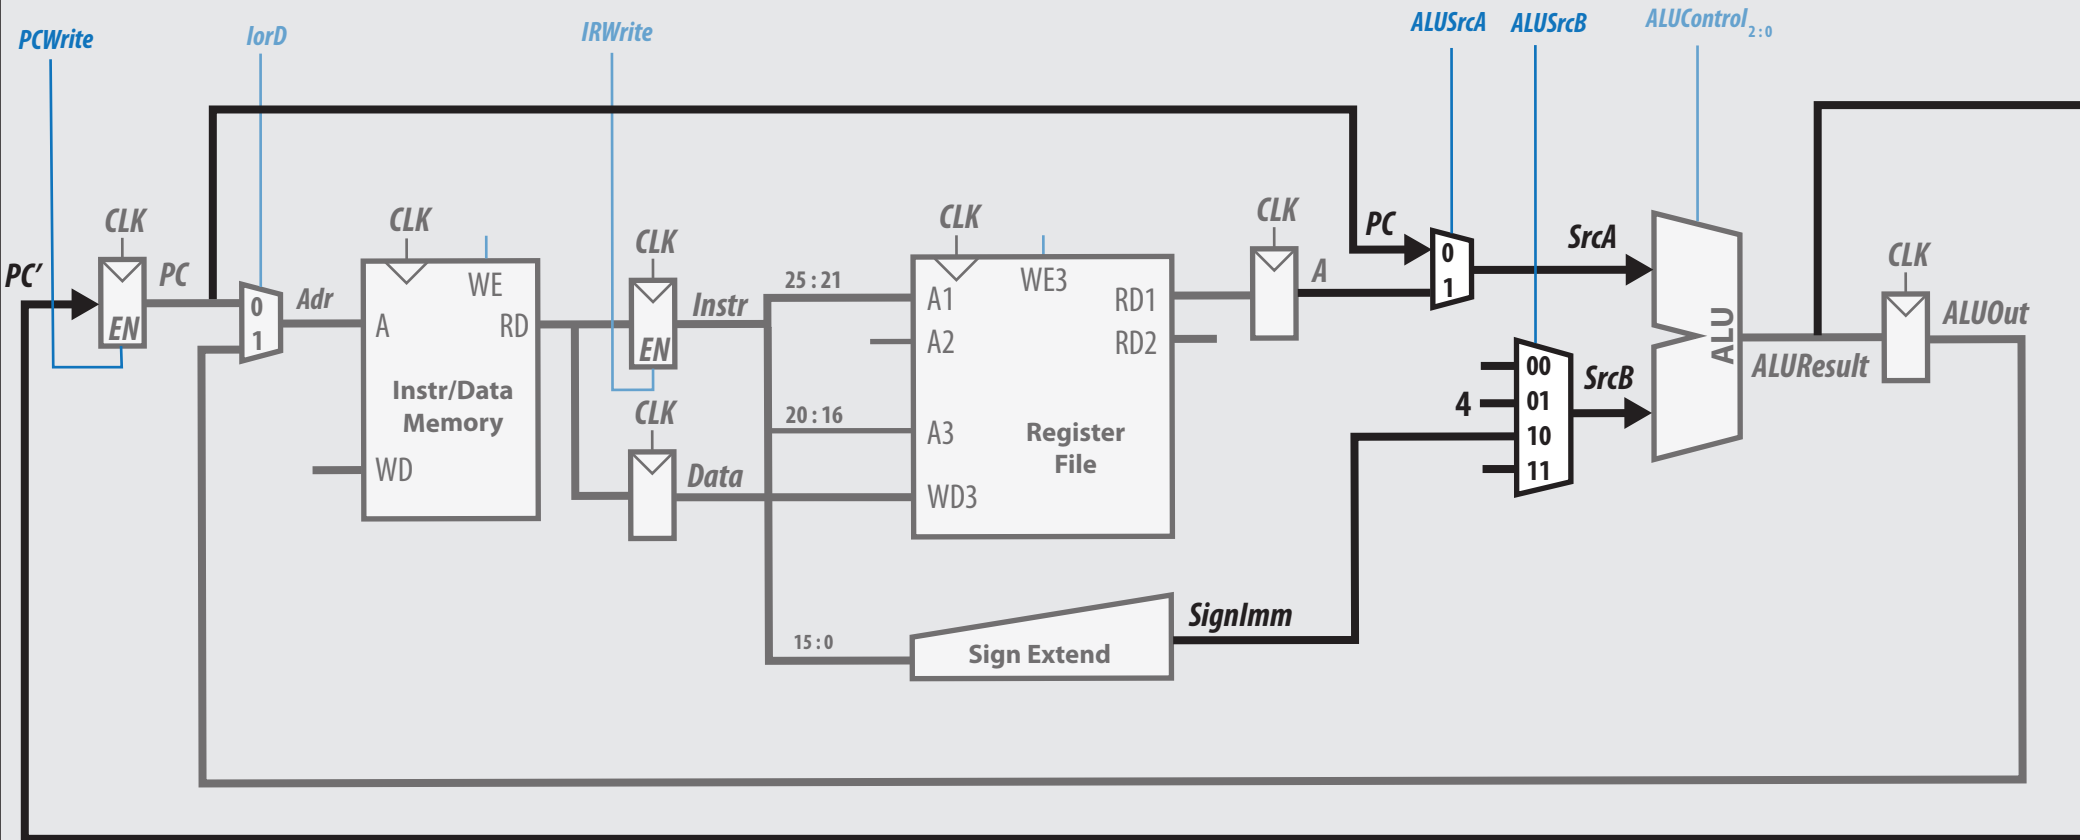 PCWrite
IorD
IRWrite
ALUSrcA
ALUSrcB
ALUControl2:0
CLK
CLK
CLK
CLK
CLK
CLK
PC′
PC
EN
0
1
Adr
WE
A
RD
Instr/Data
Memory
WD
EN
Instr
CLK
Data
25:21
20:16
15:0
A1
A2
A3
WD3
WE3
RD1
RD2
Register
File
A
PC
0
1
SrcA
4
00
01
10
11
SrcB
ALU
ALUResult
ALUOut
Sign Extend
SignImm